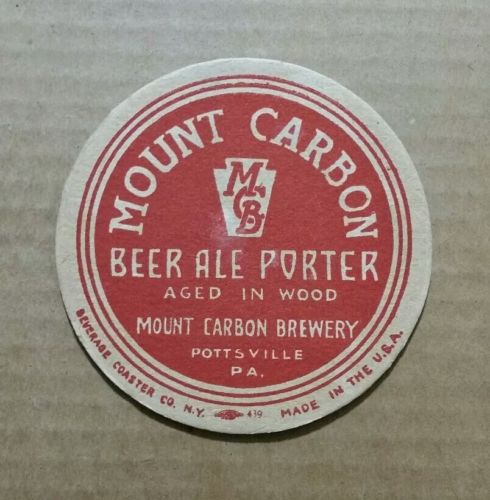 MOUNT CARBON
M.
B
BEER ALE PORTER
AGED IN WOOD
MOUNT CARBON BREWERY
POTTSVILLE
PA.
BEVERAGE COASTER CO. N.Y. 439 MADE IN THE U.S.A.